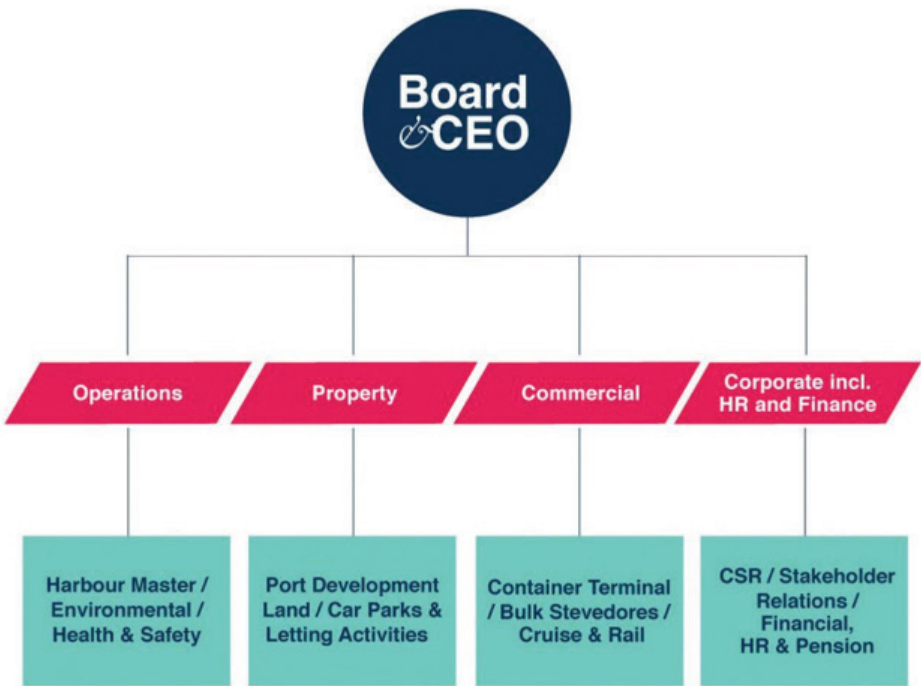 Board
& CEO
Operations
Property
Commercial
Corporate incl.
HR and Finance
Harbour Master /
Environmental /
Health & Safety
Port Development
Land / Car Parks &
Letting Activities
Container Terminal
/ Bulk Stevedores /
Cruise & Rail
CSR / Stakeholder
Relations /
Financial,
HR & Pension